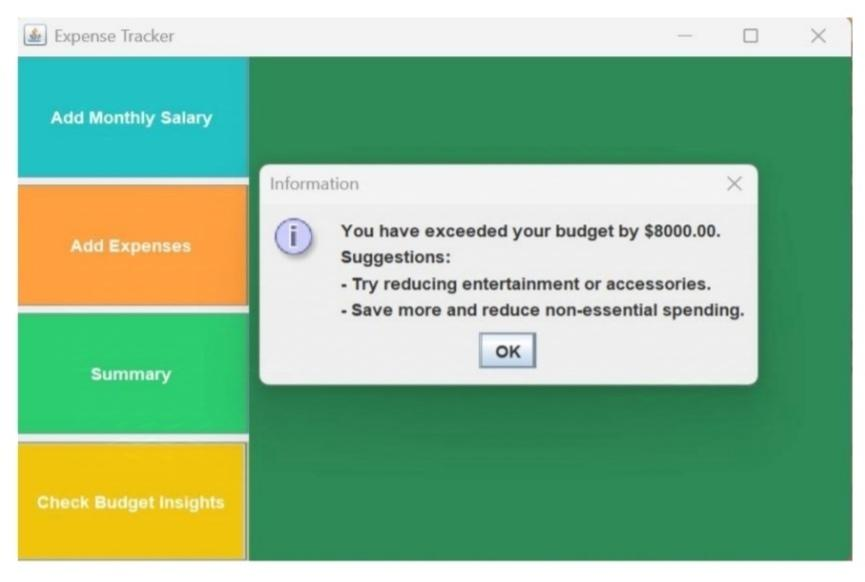 Expense Tracker
Add Monthly Salary
Add Expenses
Summary
Check Budget Insights
Information
You have exceeded your budget by $8000.00.
Suggestions:
- Try reducing entertainment or accessories.
- Save more and reduce non-essential spending.
OK